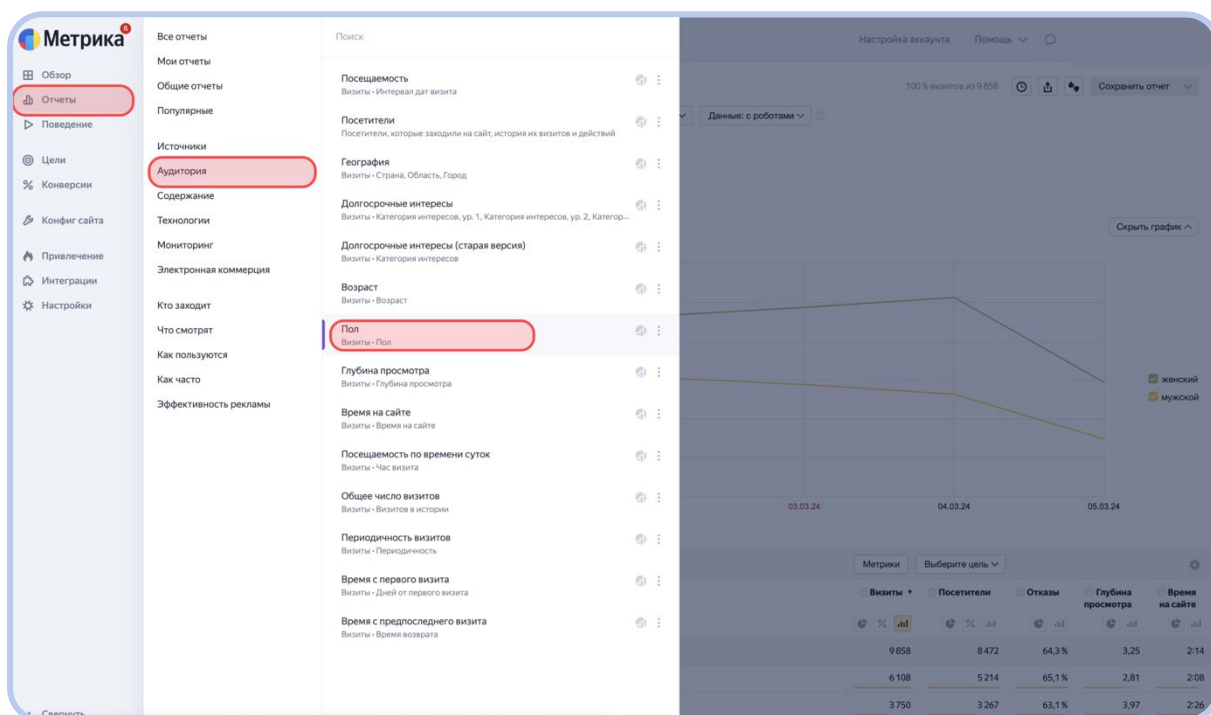 Метрика
6
Обзор
Отчеты
Поведение
Цели
Конверсии
Конфиг сайта
Привлечение
Интеграции
Настройки
Свернуть
Все отчеты
Мои отчеты
Общие отчеты
Популярные
Источники
Аудитория
Содержание
Технологии
Мониторинг
Электронная коммерция
Кто заходит
Что смотрят
Как пользуются
Как часто
Эффективность рекламы
Поиск
Посещаемость
Визиты • Интервал дат визита
Посетители
Посетители, которые заходили на сайт, история их визитов и действий
География
Визиты • Страна, Область, Город
Долгосрочные интересы
Визиты • Категория интересов, ур. 1, Категория интересов, ур. 2, Категор...
Долгосрочные интересы (старая версия)
Визиты • Категория интересов
Возраст
Визиты • Возраст
Пол
Визиты • Пол
Глубина просмотра
Визиты • Глубина просмотра
Время на сайте
Визиты • Время на сайте
Посещаемость по времени суток
Визиты • Час визита
Общее число визитов
Визиты • Визитов в истории
Периодичность визитов
Визиты • Периодичность
Время с первого визита
Визиты • Дней от первого визита
Время с предпоследнего визита
Визиты • Время возврата
Настройка аккаунта Помощь
100 % визитов из 9 858 Сохранить отчет
Данные: с роботами
Скрыть график
женский
мужской
03.03.24 04.03.24 05.03.24
Метрики Выберите цель
Визиты ▼ Посетители Отказы Глубина просмотра Время на сайте
9 858 8 472 64,3 % 3,25 2:14
6 108 5 214 65,1 % 2,81 2:08
3 750 3 267 63,1 % 3,97 2:26